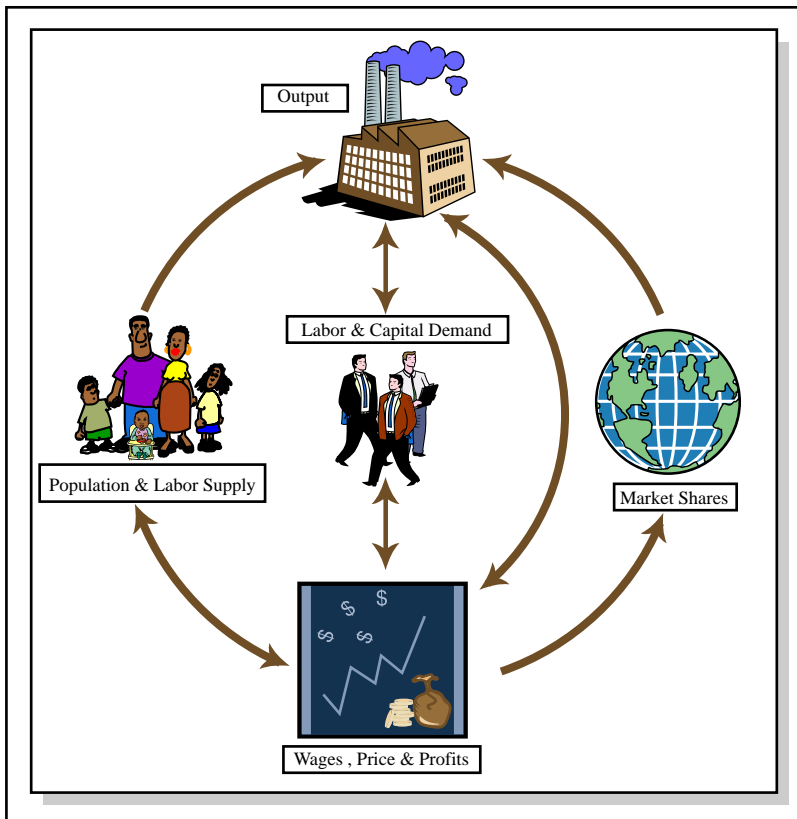 Output
Labor & Capital Demand
Population & Labor Supply
Market Shares
$
$
$
$
Wages , Price & Profits